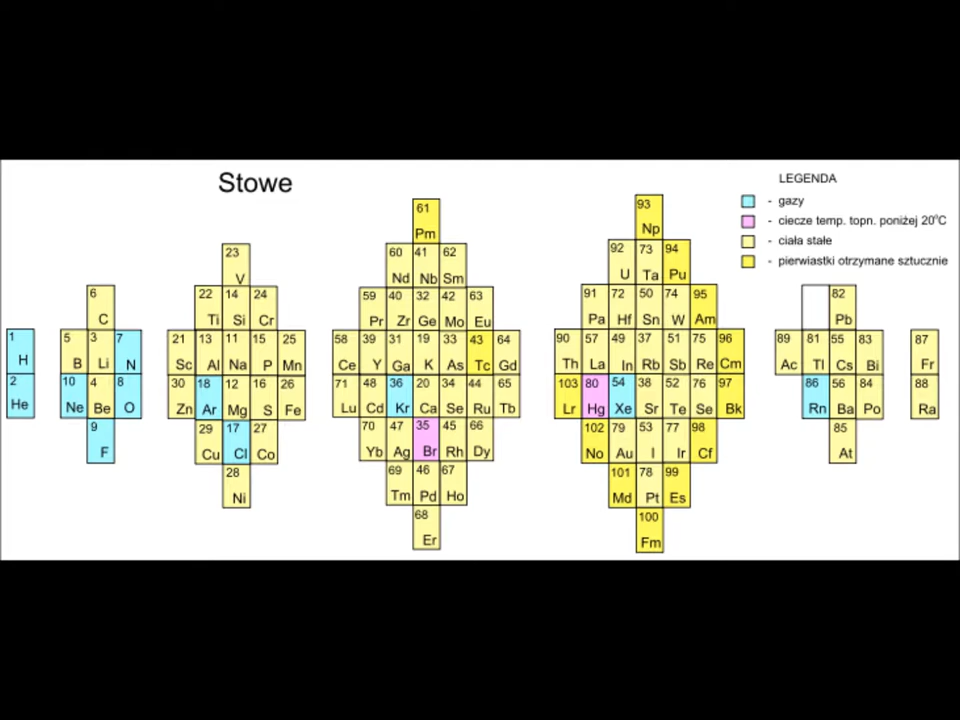 Stowe
LEGENDA
- gazy
- ciecze temp. topn. poniżej 20°C
- ciała stałe
- pierwiastki otrzymane sztucznie
1
H
2
He
6
C
5 3 7
B Li N
10 4 8
Ne Be O
9
F
23
V
22 14 24
Ti Si Cr
21 13 11 15 25
Sc Al Na P Mn
30 18 12 16 26
Zn Ar Mg S Fe
29 17 27
Cu Cl Co
28
Ni
61
Pm
60 41 62
Nd Nb Sm
59 40 32 42 63
Pr Zr Ge Mo Eu
58 39 31 19 33 43 64
Ce Y Ga K As Tc Gd
71 48 36 20 34 44 65
Lu Cd Kr Ca Se Ru Tb
70 47 35 45 66
Yb Ag Br Rh Dy
69 46 67
Tm Pd Ho
68
Er
93
Np
92 73 94
U Ta Pu
91 72 50 74 95
Pa Hf Sn W Am
90 57 49 37 51 75 96
Th La In Rb Sb Re Cm
103 80 54 38 52 76 97
Lr Hg Xe Sr Te Se Bk
102 79 53 77 98
No Au I Ir Cf
101 78 99
Md Pt Es
100
Fm
82
Pb
89 81 55 83
Ac Tl Cs Bi
86 56 84
Rn Ba Po
85
At
87
Fr
88
Ra